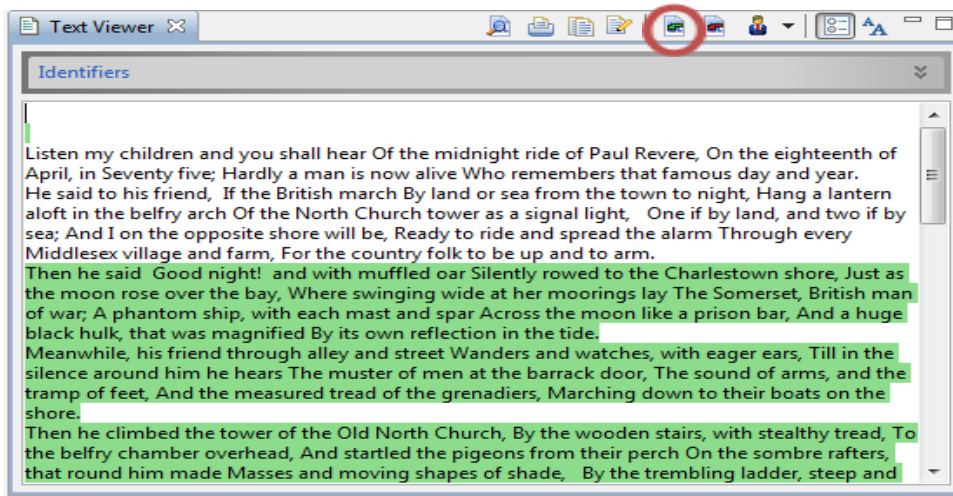 Text Viewer
Identifiers
Listen my children and you shall hear Of the midnight ride of Paul Revere, On the eighteenth of
April, in Seventy five; Hardly a man is now alive Who remembers that famous day and year.
He said to his friend,  If the British march By land or sea from the town to night, Hang a lantern
aloft in the belfry arch Of the North Church tower as a signal light,   One if by land, and two if by
sea; And I on the opposite shore will be, Ready to ride and spread the alarm Through every
Middlesex village and farm, For the country folk to be up and to arm.
Then he said  Good night!  and with muffled oar Silently rowed to the Charlestown shore, Just as
the moon rose over the bay, Where swinging wide at her moorings lay The Somerset, British man
of war; A phantom ship, with each mast and spar Across the moon like a prison bar, And a huge
black hulk, that was magnified By its own reflection in the tide.
Meanwhile, his friend through alley and street Wanders and watches, with eager ears, Till in the
silence around him he hears The muster of men at the barrack door, The sound of arms, and the
tramp of feet, And the measured tread of the grenadiers, Marching down to their boats on the
shore.
Then he climbed the tower of the Old North Church, By the wooden stairs, with stealthy tread, To
the belfry chamber overhead, And startled the pigeons from their perch On the sombre rafters,
that round him made Masses and moving shapes of shade,   By the trembling ladder, steep and